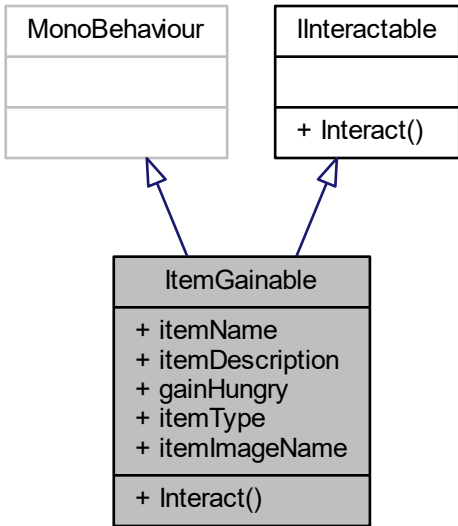 MonoBehaviour
IInteractable
+ Interact()
ItemGainable
+ itemName
+ itemDescription
+ gainHungry
+ itemType
+ itemImageName
+ Interact()